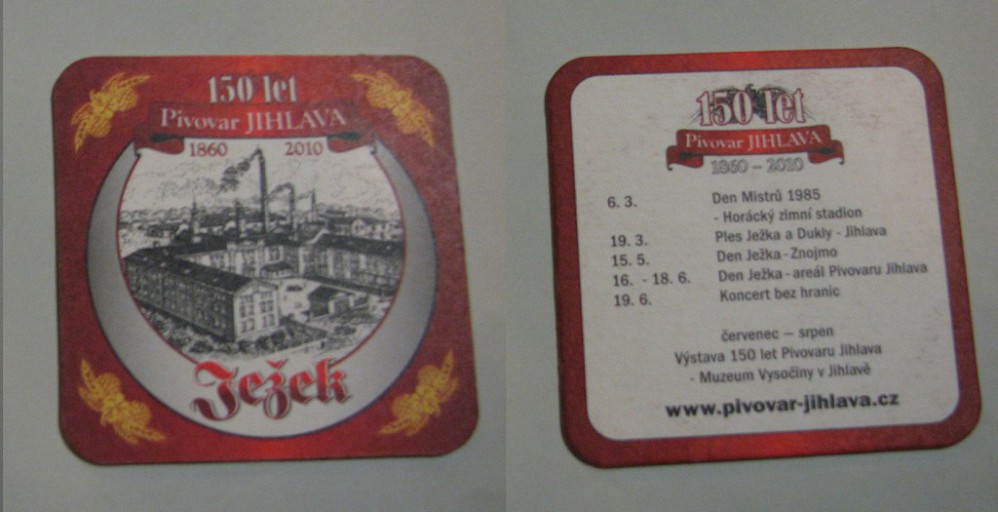 150 let
Pivovar JIHLAVA
1860 2010
Ježek
150 let
Pivovar JIHLAVA
1860 – 2010
6. 3. Den Mistrů 1985
- Horácký zimní stadion
19. 3. Ples Ježka a Dukly - Jihlava
15. 5. Den Ježka - Znojmo
16. - 18. 6. Den Ježka - areál Pivovaru Jihlava
19. 6. Koncert bez hranic
červenec – srpen
Výstava 150 let Pivovaru Jihlava
- Muzeum Vysočiny v Jihlavě
www.pivovar-jihlava.cz